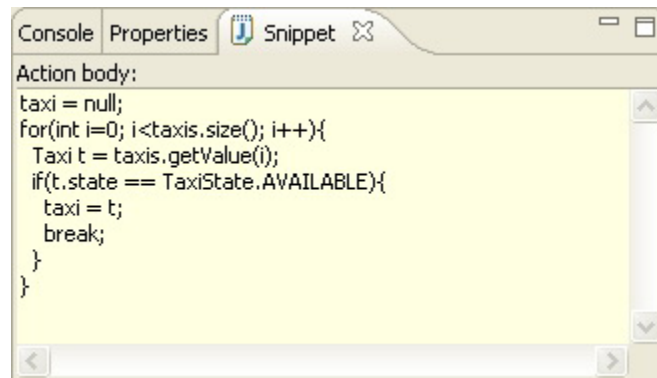 Console Properties Snippet
Action body:
taxi = null;
for(int i=0; i<taxis.size(); i++){
  Taxi t = taxis.getValue(i);
  if(t.state == TaxiState.AVAILABLE){
    taxi = t;
    break;
  }
}